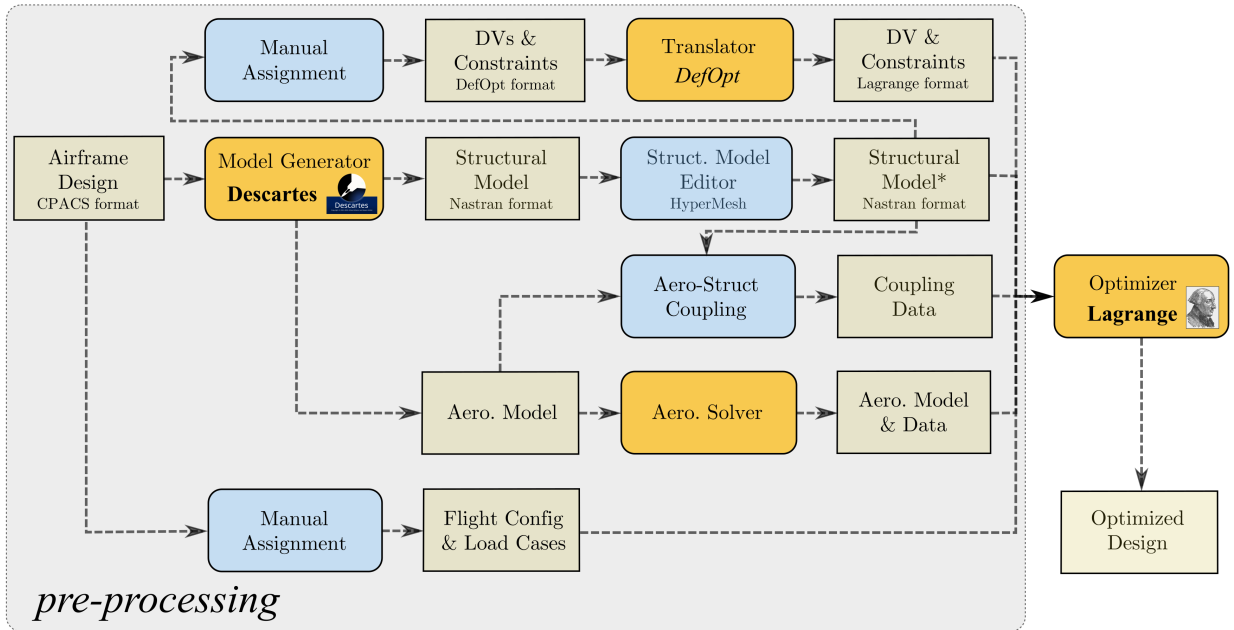 Manual
Assignment
DVs &
Constraints
DefOpt format
Translator
DefOpt
DV &
Constraints
Lagrange format
Airframe
Design
CPACS format
Model Generator
Descartes
Descartes
Structural
Model
Nastran format
Struct. Model
Editor
HyperMesh
Structural
Model*
Nastran format
Aero-Struct
Coupling
Coupling
Data
Optimizer
Lagrange
Aero. Model
Aero. Solver
Aero. Model
& Data
Manual
Assignment
Flight Config
& Load Cases
Optimized
Design
pre-processing